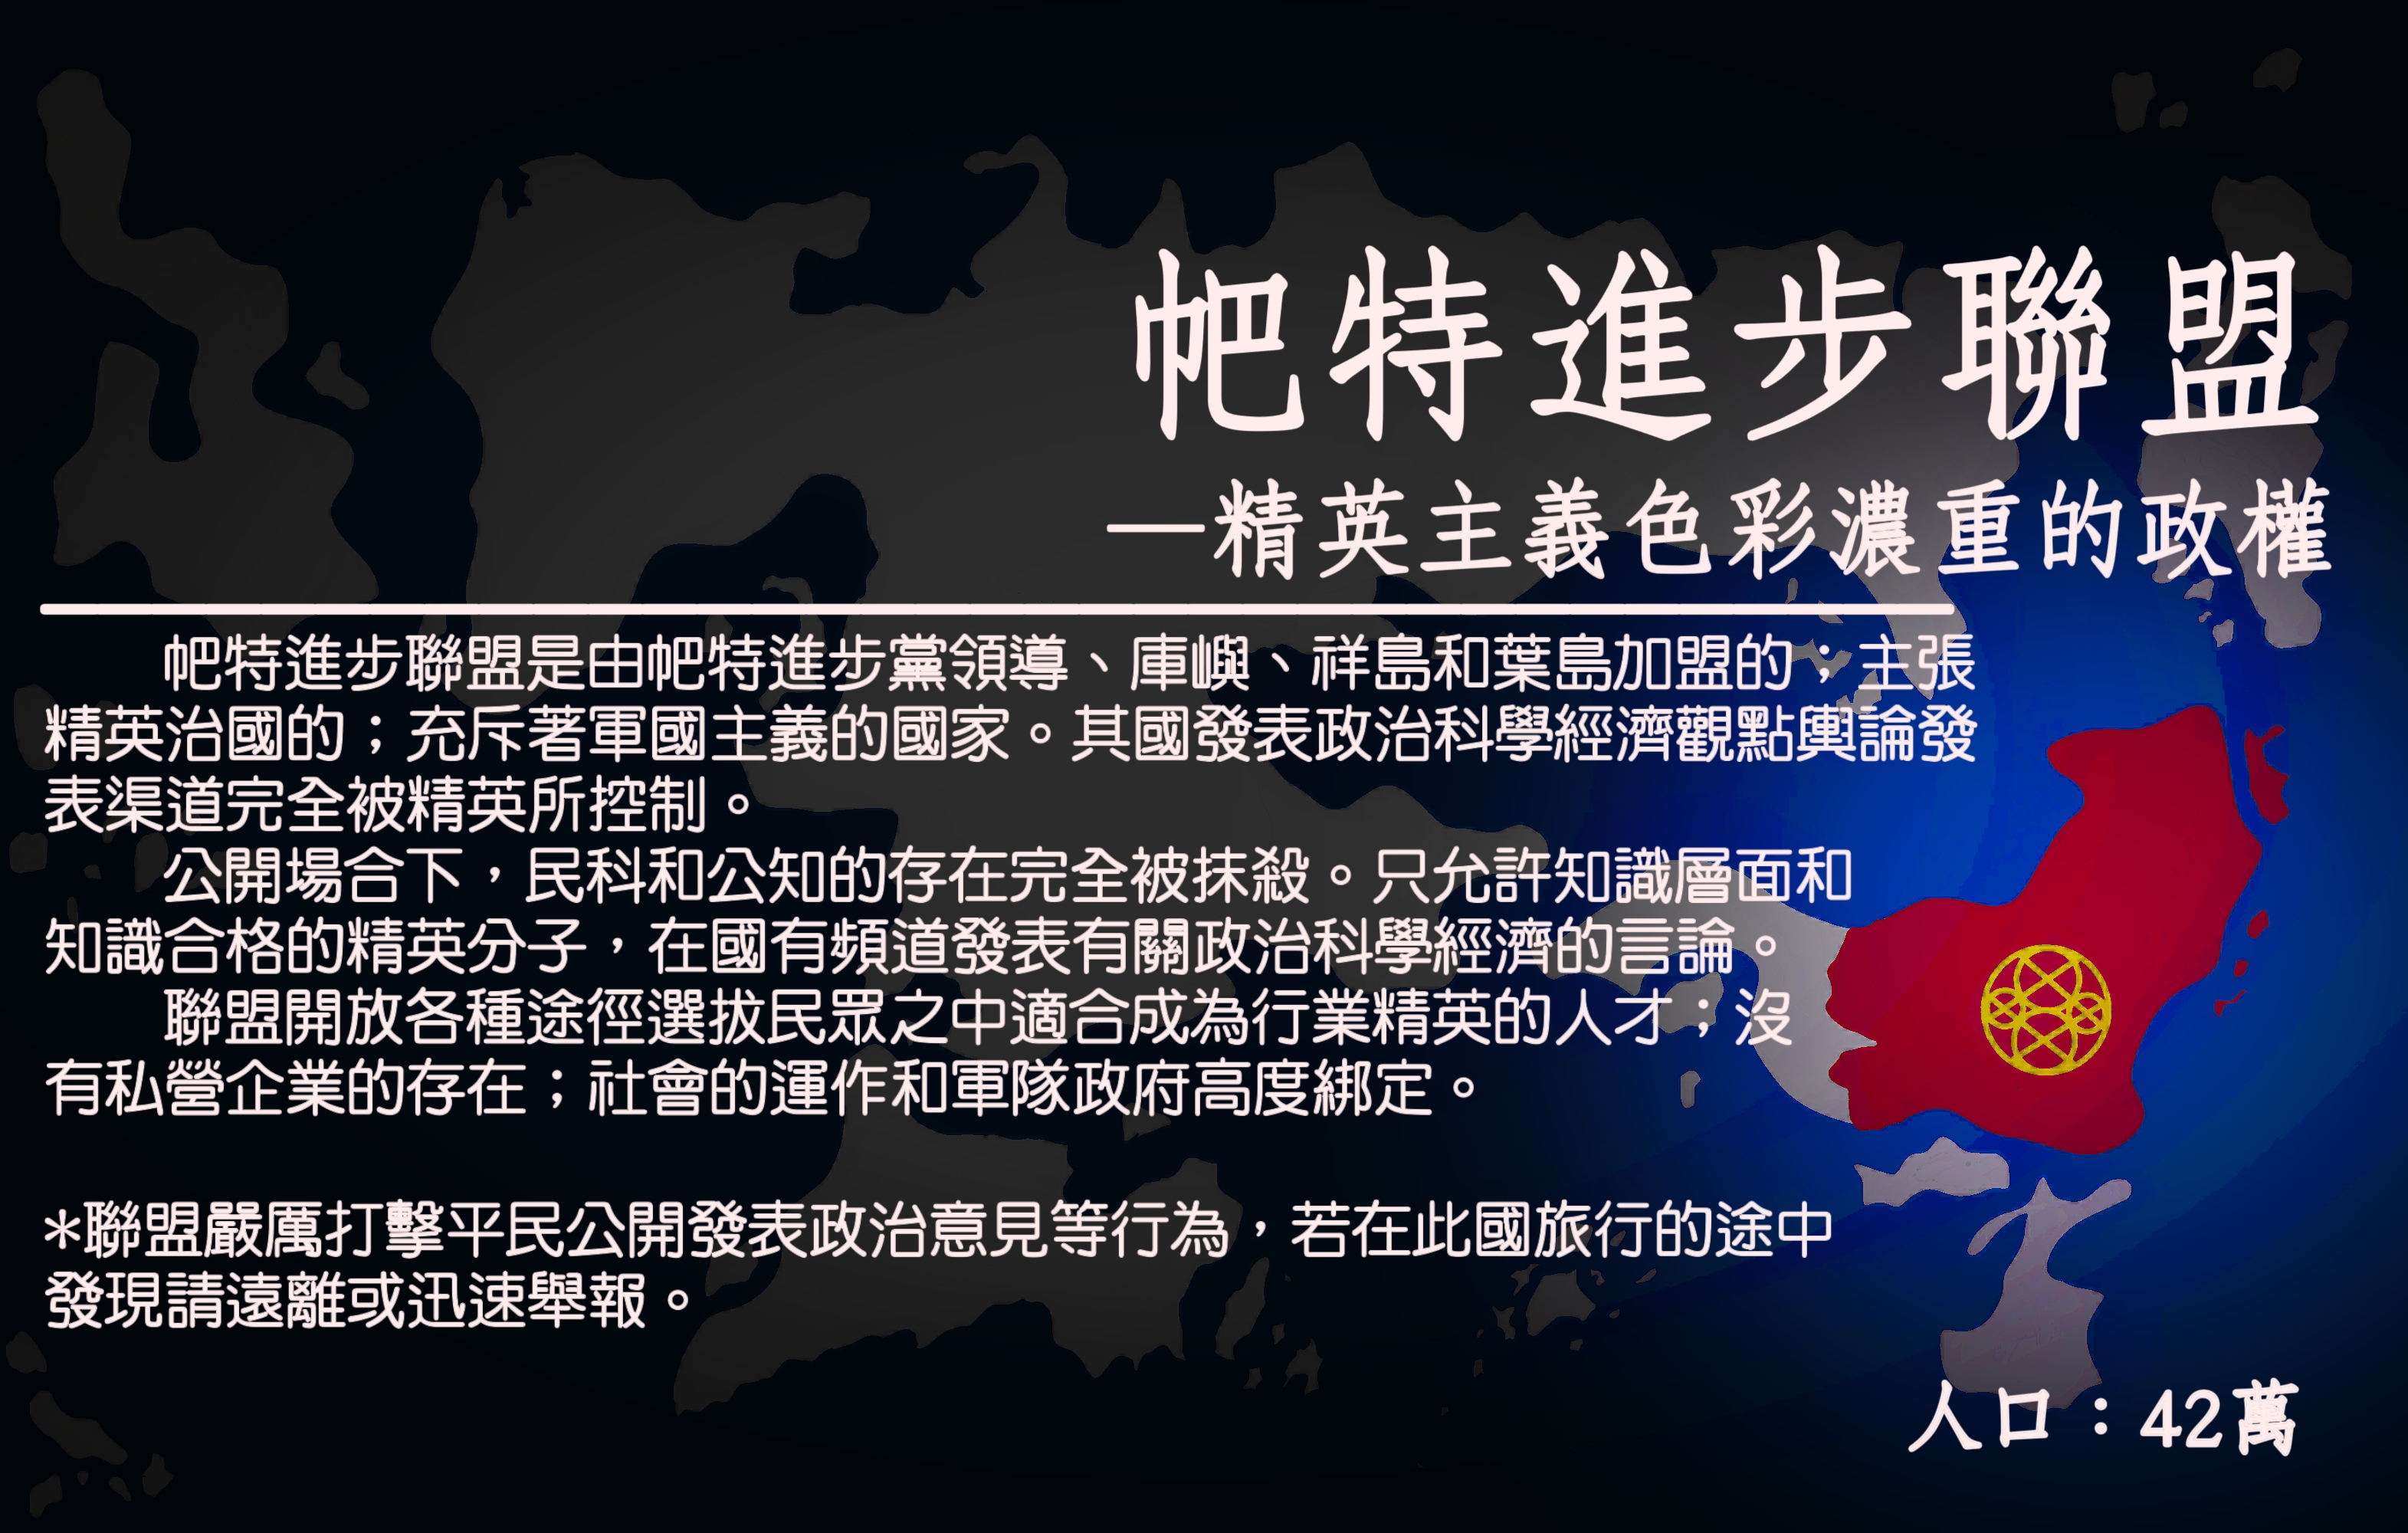 帊特進步聯盟
—精英主義色彩濃重的政權
帊特進步聯盟是由帊特進步黨領導、庫嶼、祥島和葉島加盟的；主張
精英治國的；充斥著軍國主義的國家。其國發表政治科學經濟觀點輿論發
表渠道完全被精英所控制。
公開場合下，民科和公知的存在完全被抹殺。只允許知識層面和
知識合格的精英分子，在國有頻道發表有關政治科學經濟的言論。
聯盟開放各種途徑選拔民眾之中適合成為行業精英的人才；沒
有私營企業的存在；社會的運作和軍隊政府高度綁定。
*聯盟嚴厲打擊平民公開發表政治意見等行為，若在此國旅行的途中
發現請遠離或迅速舉報。
人口：42萬